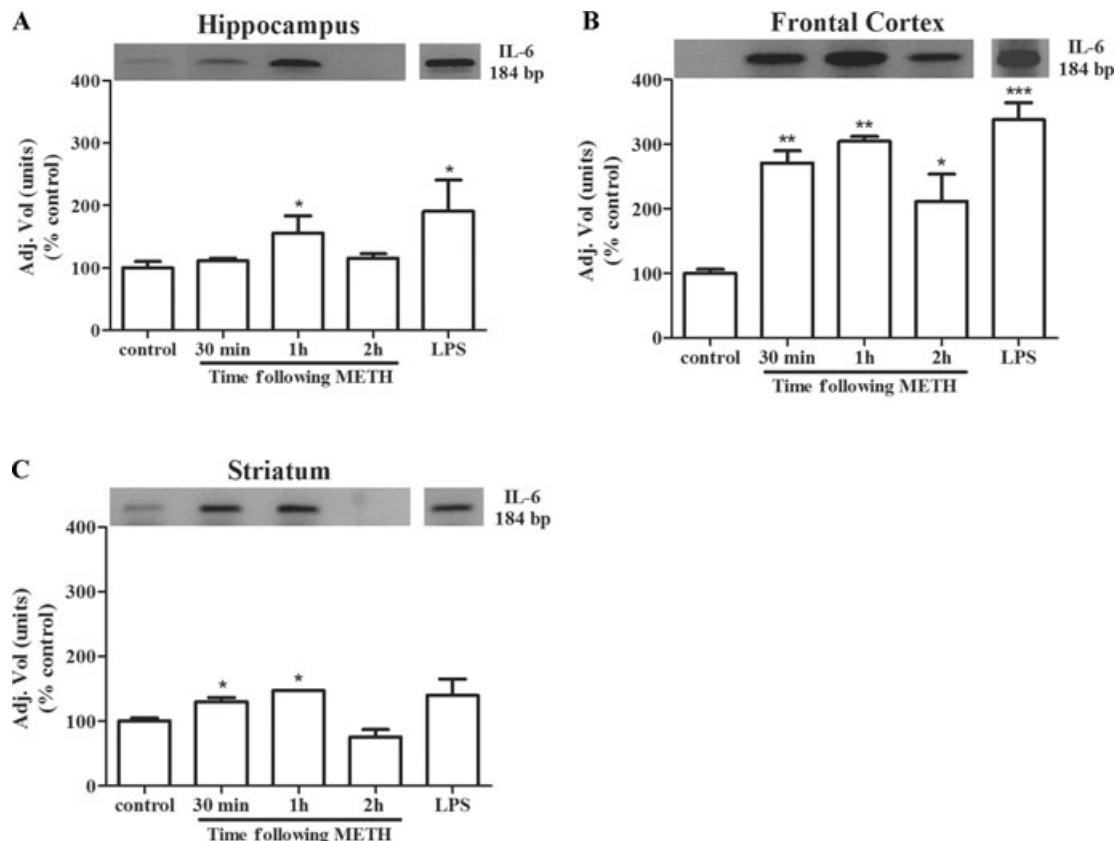 A
Hippocampus
IL-6
184 bp
400
300
200
100
0
Adj. Vol (units)
(% control)
*
*
control 30 min 1h 2h LPS
Time following METH
B
Frontal Cortex
IL-6
184 bp
400
300
200
100
0
Adj. Vol (units)
(% control)
**
**
*
***
control 30 min 1h 2h LPS
Time following METH
C
Striatum
IL-6
184 bp
400
300
200
100
0
Adj. Vol (units)
(% control)
*
*
control 30 min 1h 2h LPS
Time following METH